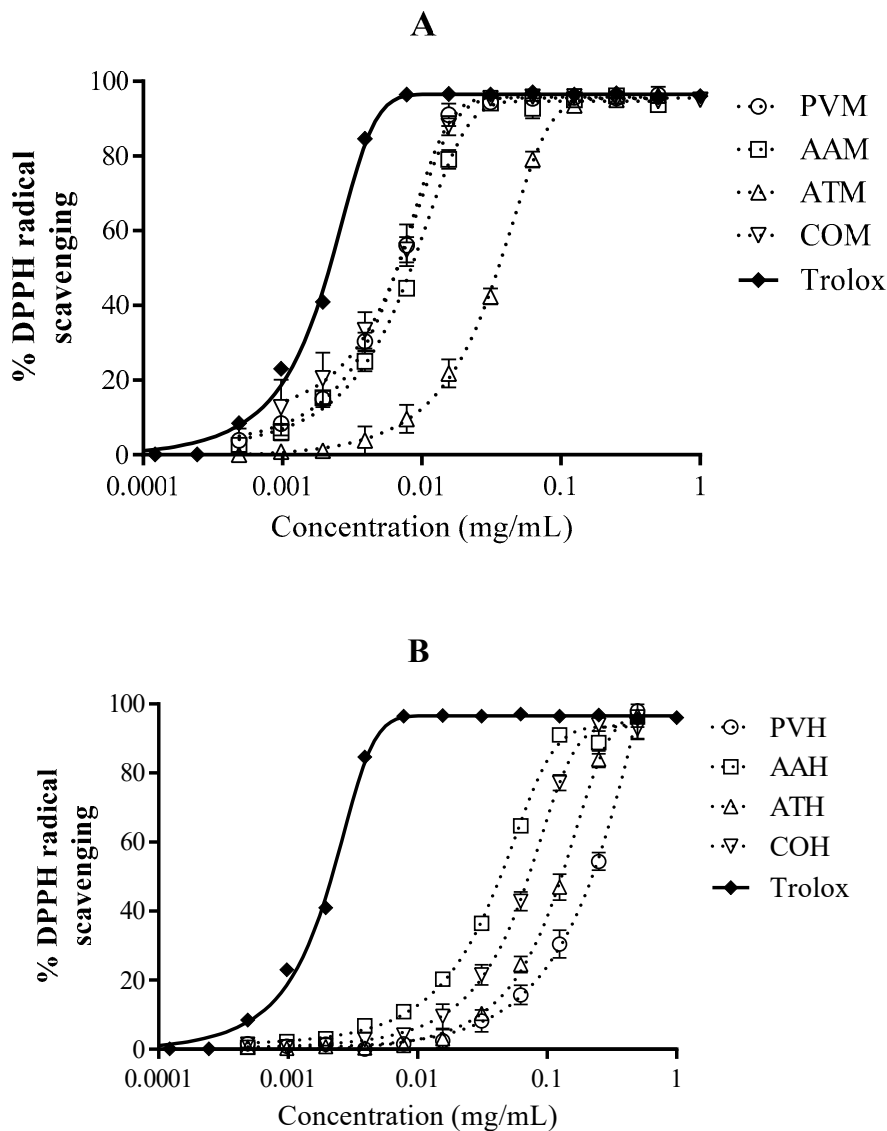 A
100
80
60
40
20
0
% DPPH radical
scavenging
0.0001 0.001 0.01 0.1 1
Concentration (mg/mL)
PVM
AAM
ATM
COM
Trolox
B
100
80
60
40
20
0
% DPPH radical
scavenging
0.0001 0.001 0.01 0.1 1
Concentration (mg/mL)
PVH
AAH
ATH
COH
Trolox